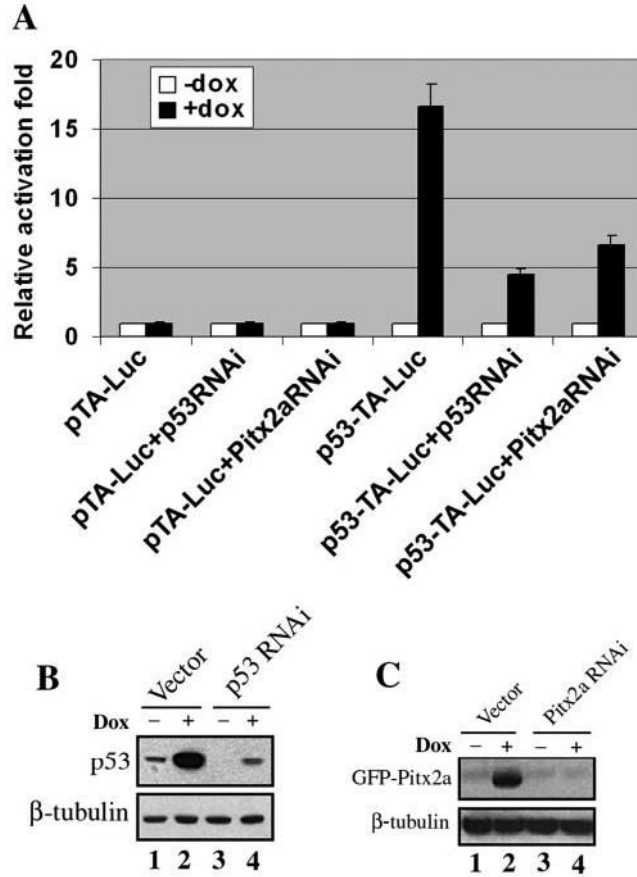 A
Relative activation fold
20
15
10
5
0
-dox
+dox
pTA-Luc
pTA-Luc+p53RNAi
pTA-Luc+Pitx2aRNAi
p53-TA-Luc
p53-TA-Luc+p53RNAi
p53-TA-Luc+Pitx2aRNAi
B
Vector
p53 RNAi
Dox − + − +
p53
β-tubulin
1 2 3 4
C
Vector
Pitx2a RNAi
Dox − + − +
GFP-Pitx2a
β-tubulin
1 2 3 4